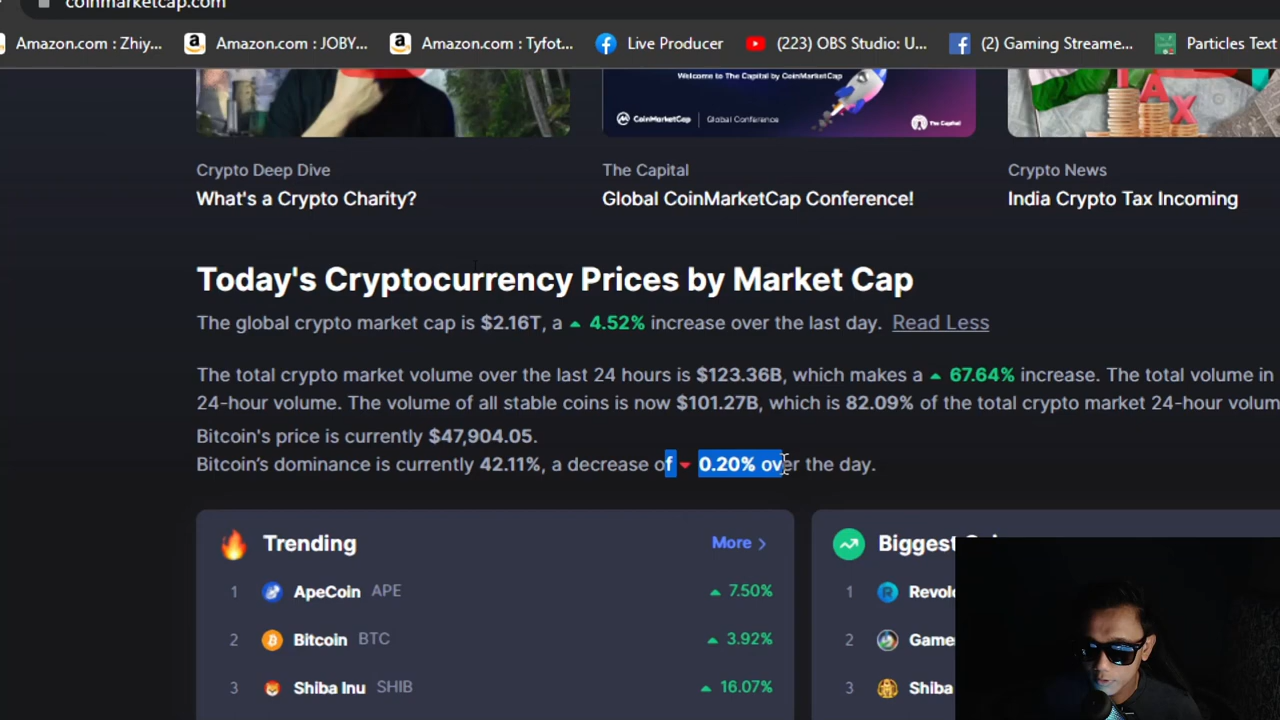 coinmarketcap.com
Amazon.com : Zhiy... Amazon.com : JOBY... Amazon.com : Tyfot... Live Producer (223) OBS Studio: U... (2) Gaming Streame... Particles Text
Welcome to The Capital by CoinMarketCap
TAX
CoinMarketCap Global Conference The Capital
Crypto Deep Dive The Capital Crypto News
What's a Crypto Charity? Global CoinMarketCap Conference! India Crypto Tax Incoming
Today's Cryptocurrency Prices by Market Cap
The global crypto market cap is $2.16T, a 4.52% increase over the last day. Read Less
The total crypto market volume over the last 24 hours is $123.36B, which makes a 67.64% increase. The total volume in
24-hour volume. The volume of all stable coins is now $101.27B, which is 82.09% of the total crypto market 24-hour volum
Bitcoin's price is currently $47,904.05.
Bitcoin’s dominance is currently 42.11%, a decrease of 0.20% over the day.
Trending More Biggest
1 ApeCoin APE 7.50% 1 Revol
2 Bitcoin BTC 3.92% 2 Game
3 Shiba Inu SHIB 16.07% 3 Shiba